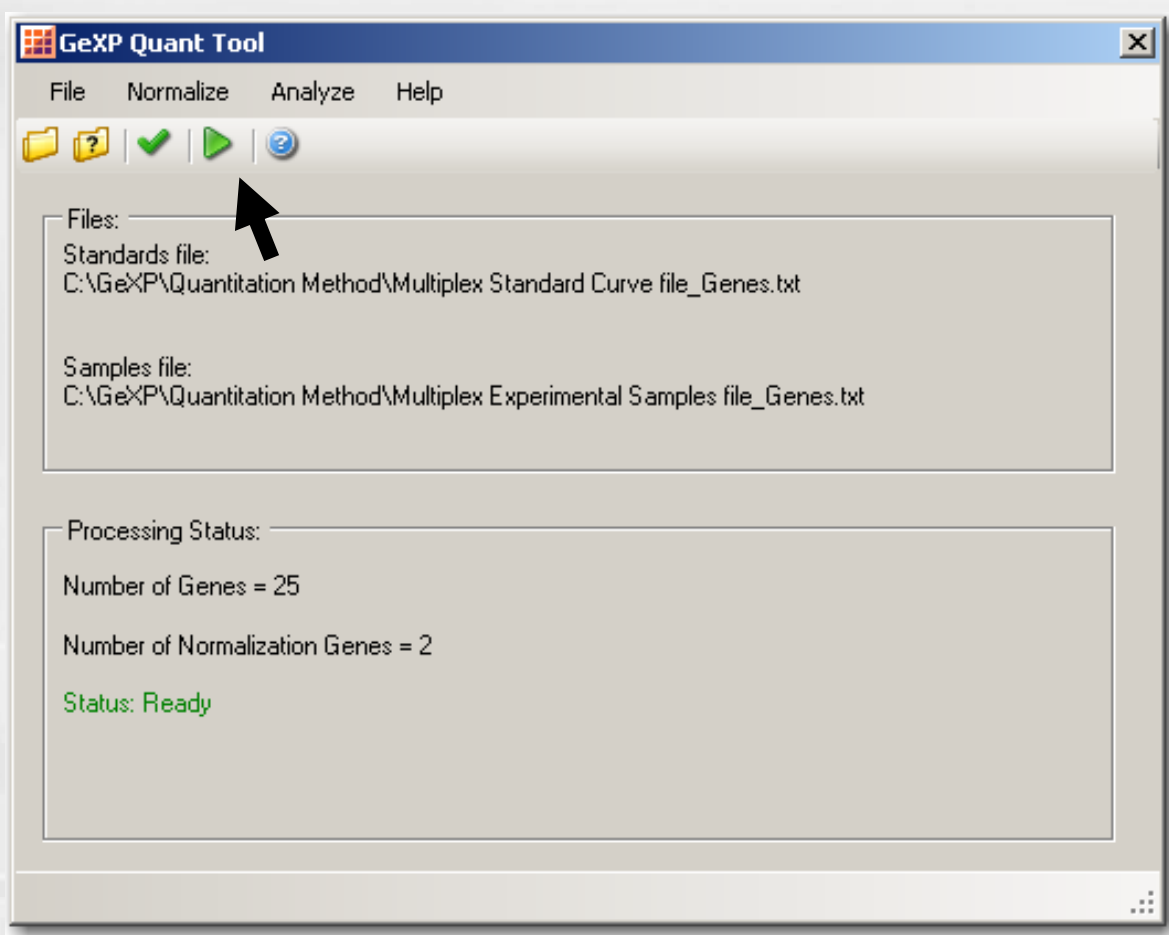 GeXP Quant Tool
File Normalize Analyze Help
Files:
Standards file:
C:\GeXP\Quantitation Method\Multiplex Standard Curve file_Genes.txt
Samples file:
C:\GeXP\Quantitation Method\Multiplex Experimental Samples file_Genes.txt
Processing Status:
Number of Genes = 25
Number of Normalization Genes = 2
Status: Ready